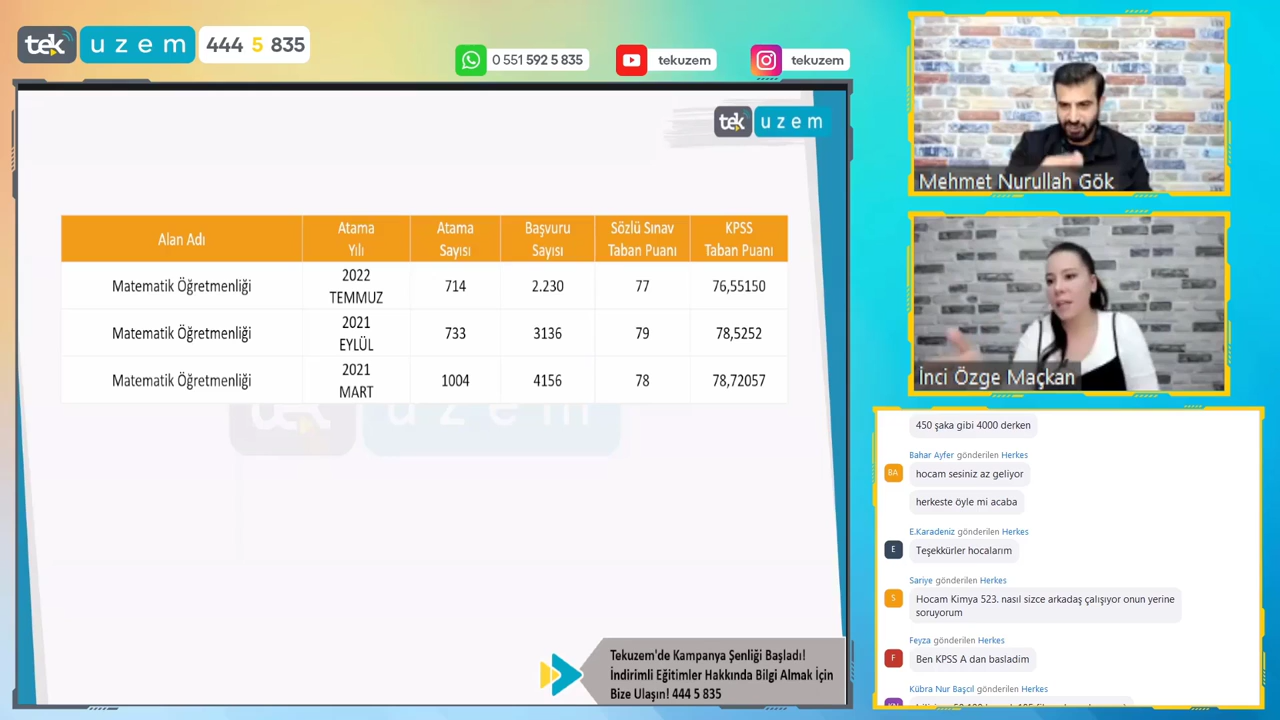 tek uzem 444 5 835
0 551 592 5 835
tekuzem
tekuzem
tek uzem
Alan Adı
Atama Yılı
Atama Sayısı
Başvuru Sayısı
Sözlü Sınav Taban Puanı
KPSS Taban Puanı
Matematik Öğretmenliği 2022 TEMMUZ 714 2.230 77 76,55150
Matematik Öğretmenliği 2021 EYLÜL 733 3136 79 78,5252
Matematik Öğretmenliği 2021 MART 1004 4156 78 78,72057
tek uzem
Tekuzem'de Kampanya Şenliği Başladı!
İndirimli Eğitimler Hakkında Bilgi Almak İçin
Bize Ulaşın! 444 5 835
Mehmet Nurullah Gök
İnci Özge Maçkan
450 şaka gibi 4000 derken
Bahar Ayfer gönderilen Herkes
BA
hocam sesiniz az geliyor
herkeste öyle mi acaba
E.Karadeniz gönderilen Herkes
E
Teşekkürler hocalarım
Sariye gönderilen Herkes
S
Hocam Kimya 523. nasıl sizce arkadaş çalışıyor onun yerine
soruyorum
Feyza gönderilen Herkes
F
Ben KPSS A dan basladim
Kübra Nur Başcıl gönderilen Herkes